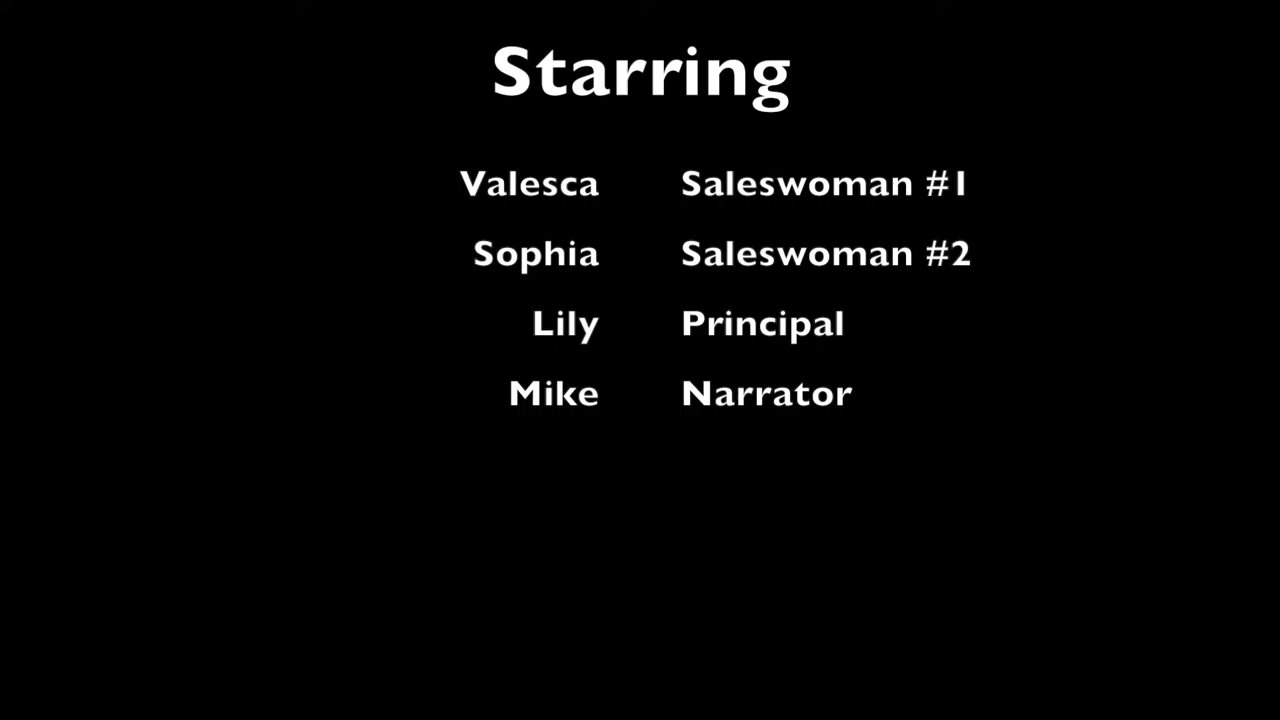 Starring
Valesca Saleswoman #1
Sophia Saleswoman #2
Lily Principal
Mike Narrator